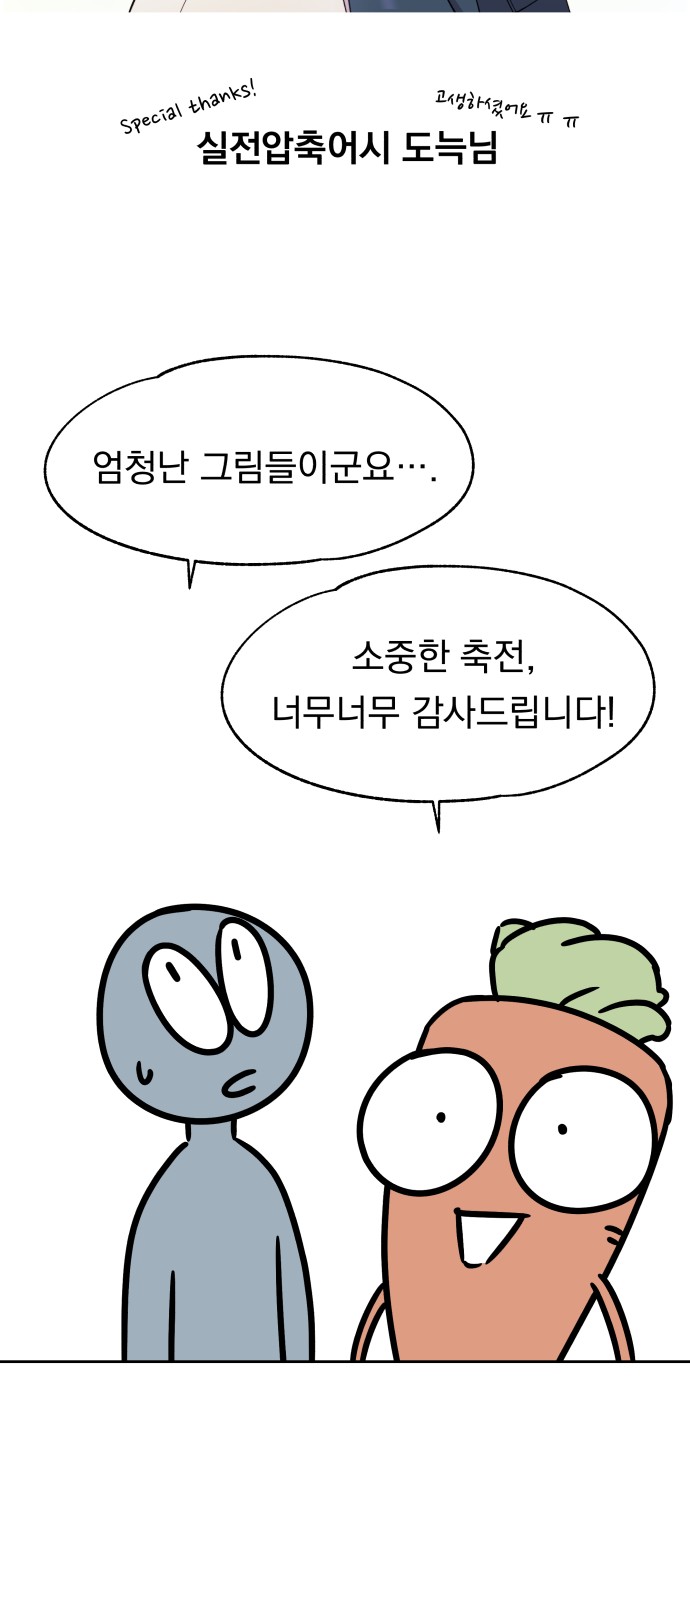 Special thanks!
고생하셨어요 ㅠ ㅠ
실전압축어시 도늑님
엄청난 그림들이군요….
소중한 축전,
너무너무 감사드립니다!